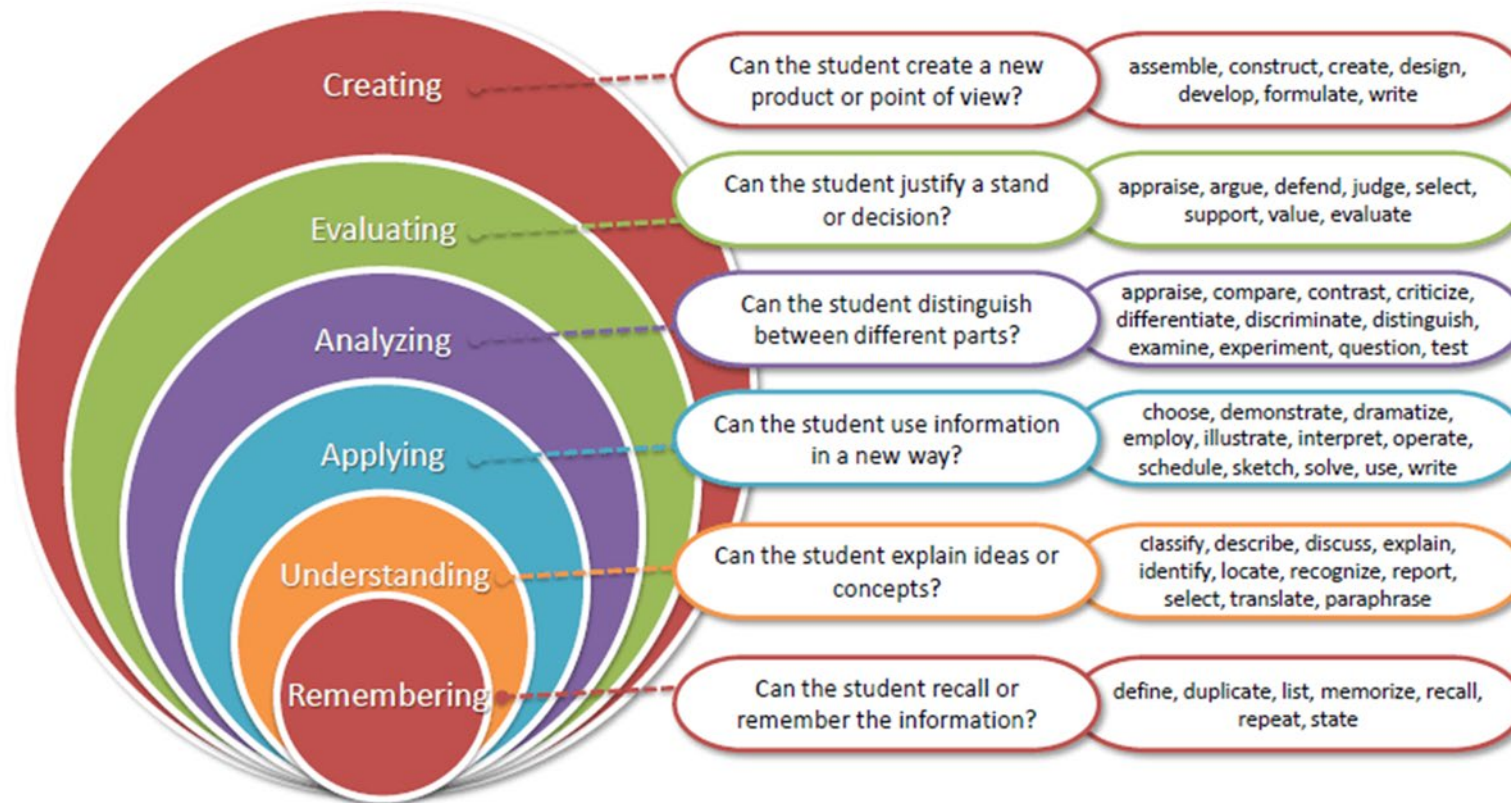 Creating
Can the student create a new
product or point of view?
assemble, construct, create, design,
develop, formulate, write
Evaluating
Can the student justify a stand
or decision?
appraise, argue, defend, judge, select,
support, value, evaluate
Analyzing
Can the student distinguish
between different parts?
appraise, compare, contrast, criticize,
differentiate, discriminate, distinguish,
examine, experiment, question, test
Applying
Can the student use information
in a new way?
choose, demonstrate, dramatize,
employ, illustrate, interpret, operate,
schedule, sketch, solve, use, write
Understanding
Can the student explain ideas or
concepts?
classify, describe, discuss, explain,
identify, locate, recognize, report,
select, translate, paraphrase
Remembering
Can the student recall or
remember the information?
define, duplicate, list, memorize, recall,
repeat, state